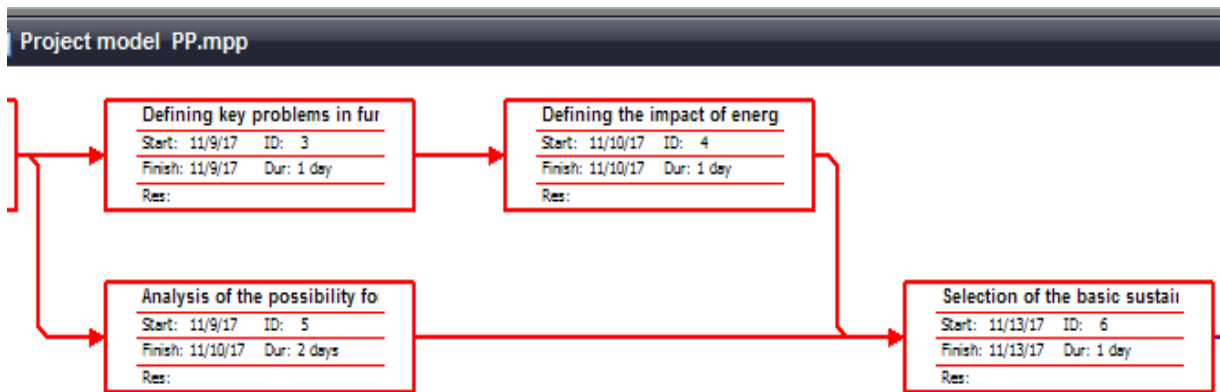 Project model PP.mpp
Defining key problems in fur
Start: 11/9/17 ID: 3
Finish: 11/9/17 Dur: 1 day
Res:
Defining the impact of energ
Start: 11/10/17 ID: 4
Finish: 11/10/17 Dur: 1 day
Res:
Analysis of the possibility fo
Start: 11/9/17 ID: 5
Finish: 11/10/17 Dur: 2 days
Res:
Selection of the basic sustain
Start: 11/13/17 ID: 6
Finish: 11/13/17 Dur: 1 day
Res: